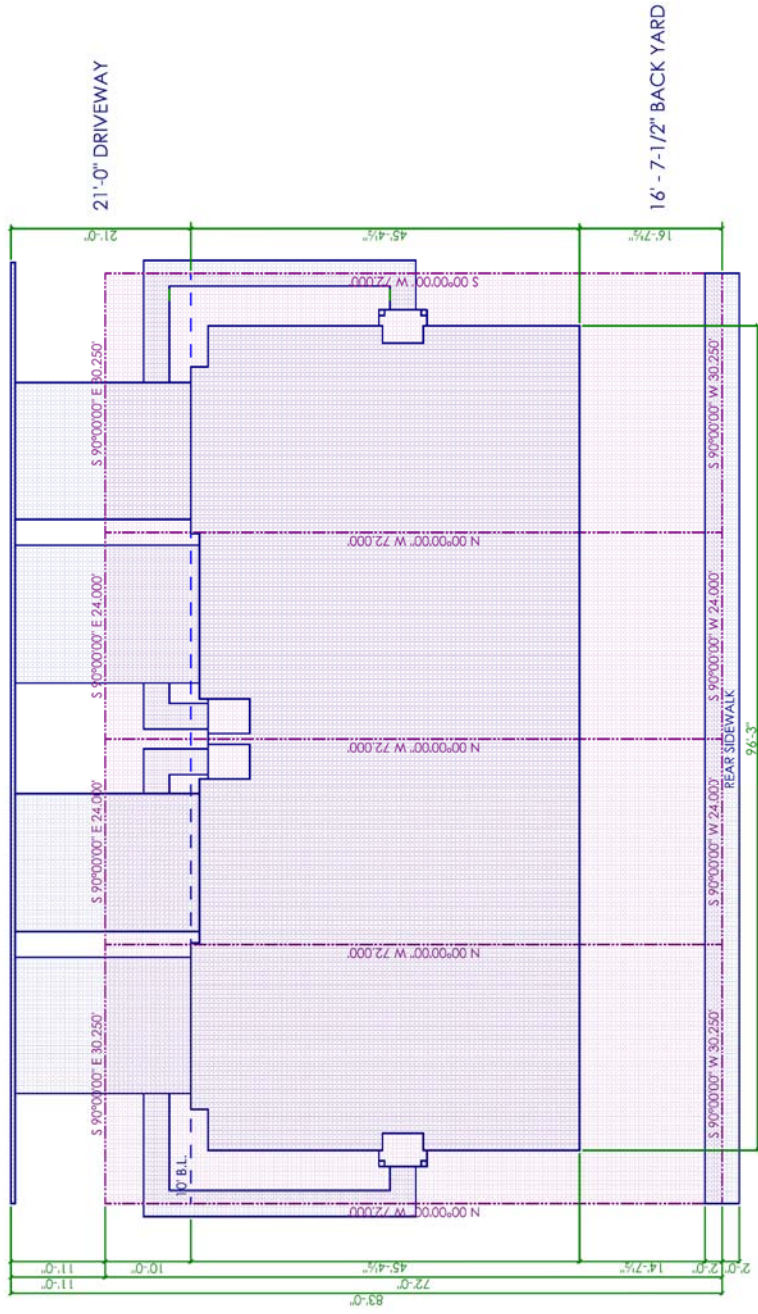 21'-0" DRIVEWAY
16' - 7-1/2" BACK YARD
21'-0"
45'-4½"
16'-7½"
S 00°00'00" W 72.000'
S 90°00'00" E 30.250'
S 90°00'00" W 30.250'
N 00°00'00" W 72.000'
S 90°00'00" E 24.000'
S 90°00'00" W 24.000'
N 00°00'00" W 72.000'
REAR SIDEWALK
96'-3"
S 90°00'00" E 24.000'
S 90°00'00" W 24.000'
N 00°00'00" W 72.000'
S 90°00'00" E 30.250'
S 90°00'00" W 30.250'
10' B.L.
N 00°00'00" W 72.000'
11'-0"
10'-0"
45'-4½"
14'-7½"
2'-0"
2'-0"
11'-0"
72'-0"
83'-0"